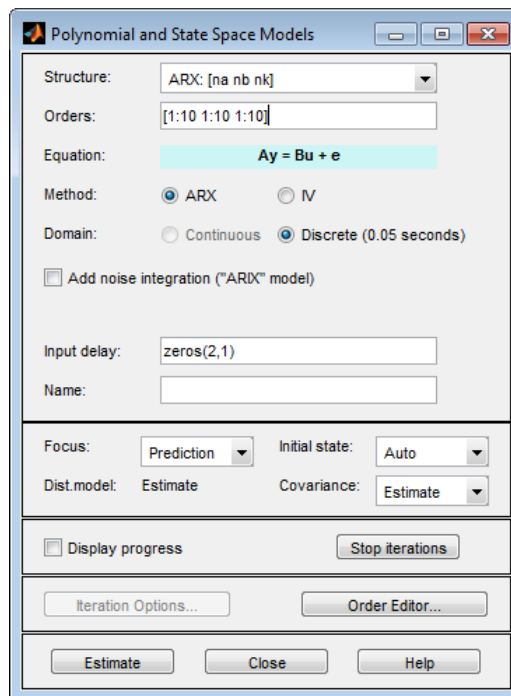 Polynomial and State Space Models
Structure: ARX: [na nb nk]
Orders: [1:10 1:10 1:10]
Equation: Ay = Bu + e
Method: ARX IV
Domain: Continuous Discrete (0.05 seconds)
Add noise integration ("ARIX" model)
Input delay: zeros(2,1)
Name:
Focus: Prediction Initial state: Auto
Dist.model: Estimate Covariance: Estimate
Display progress Stop iterations
Iteration Options... Order Editor...
Estimate Close Help